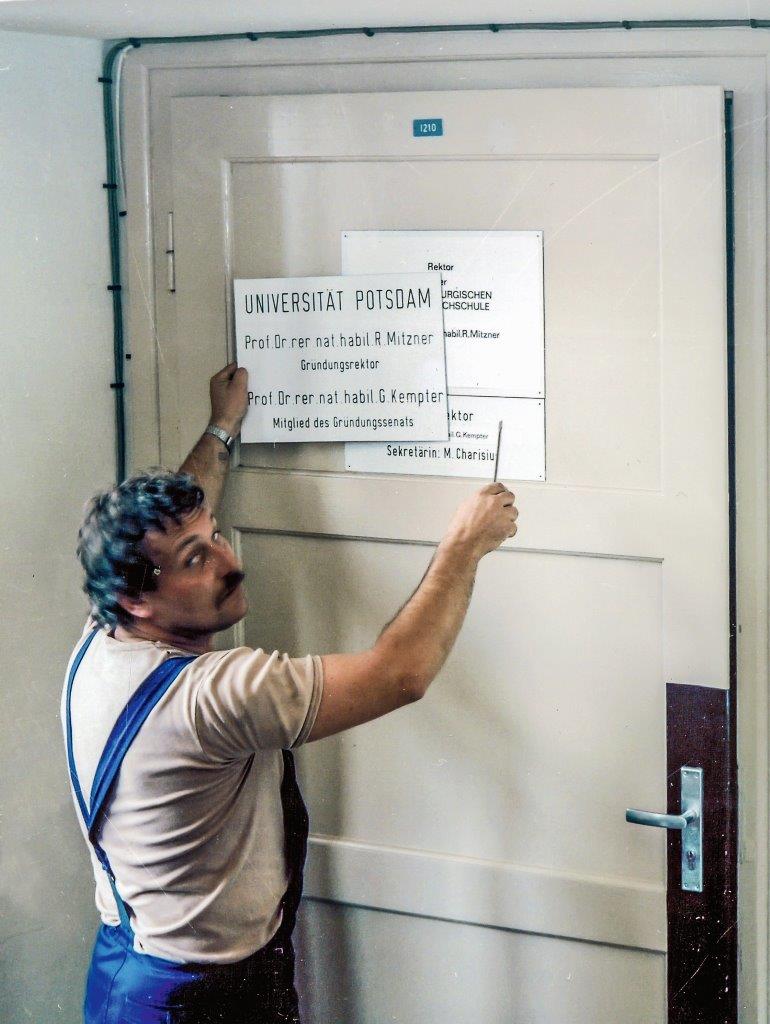 1210
Rektor
er
URGISCHEN
CHSCHULE
habil.R.Mitzner
UNIVERSITÄT POTSDAM
Prof.Dr.rer.nat.habil.R.Mitzner
Gründungsrektor
Prof.Dr.rer.nat.habil.G.Kempter
Mitglied des Gründungssenats
ektor
il.G.Kempter
Sekretärin: M.Charisiu